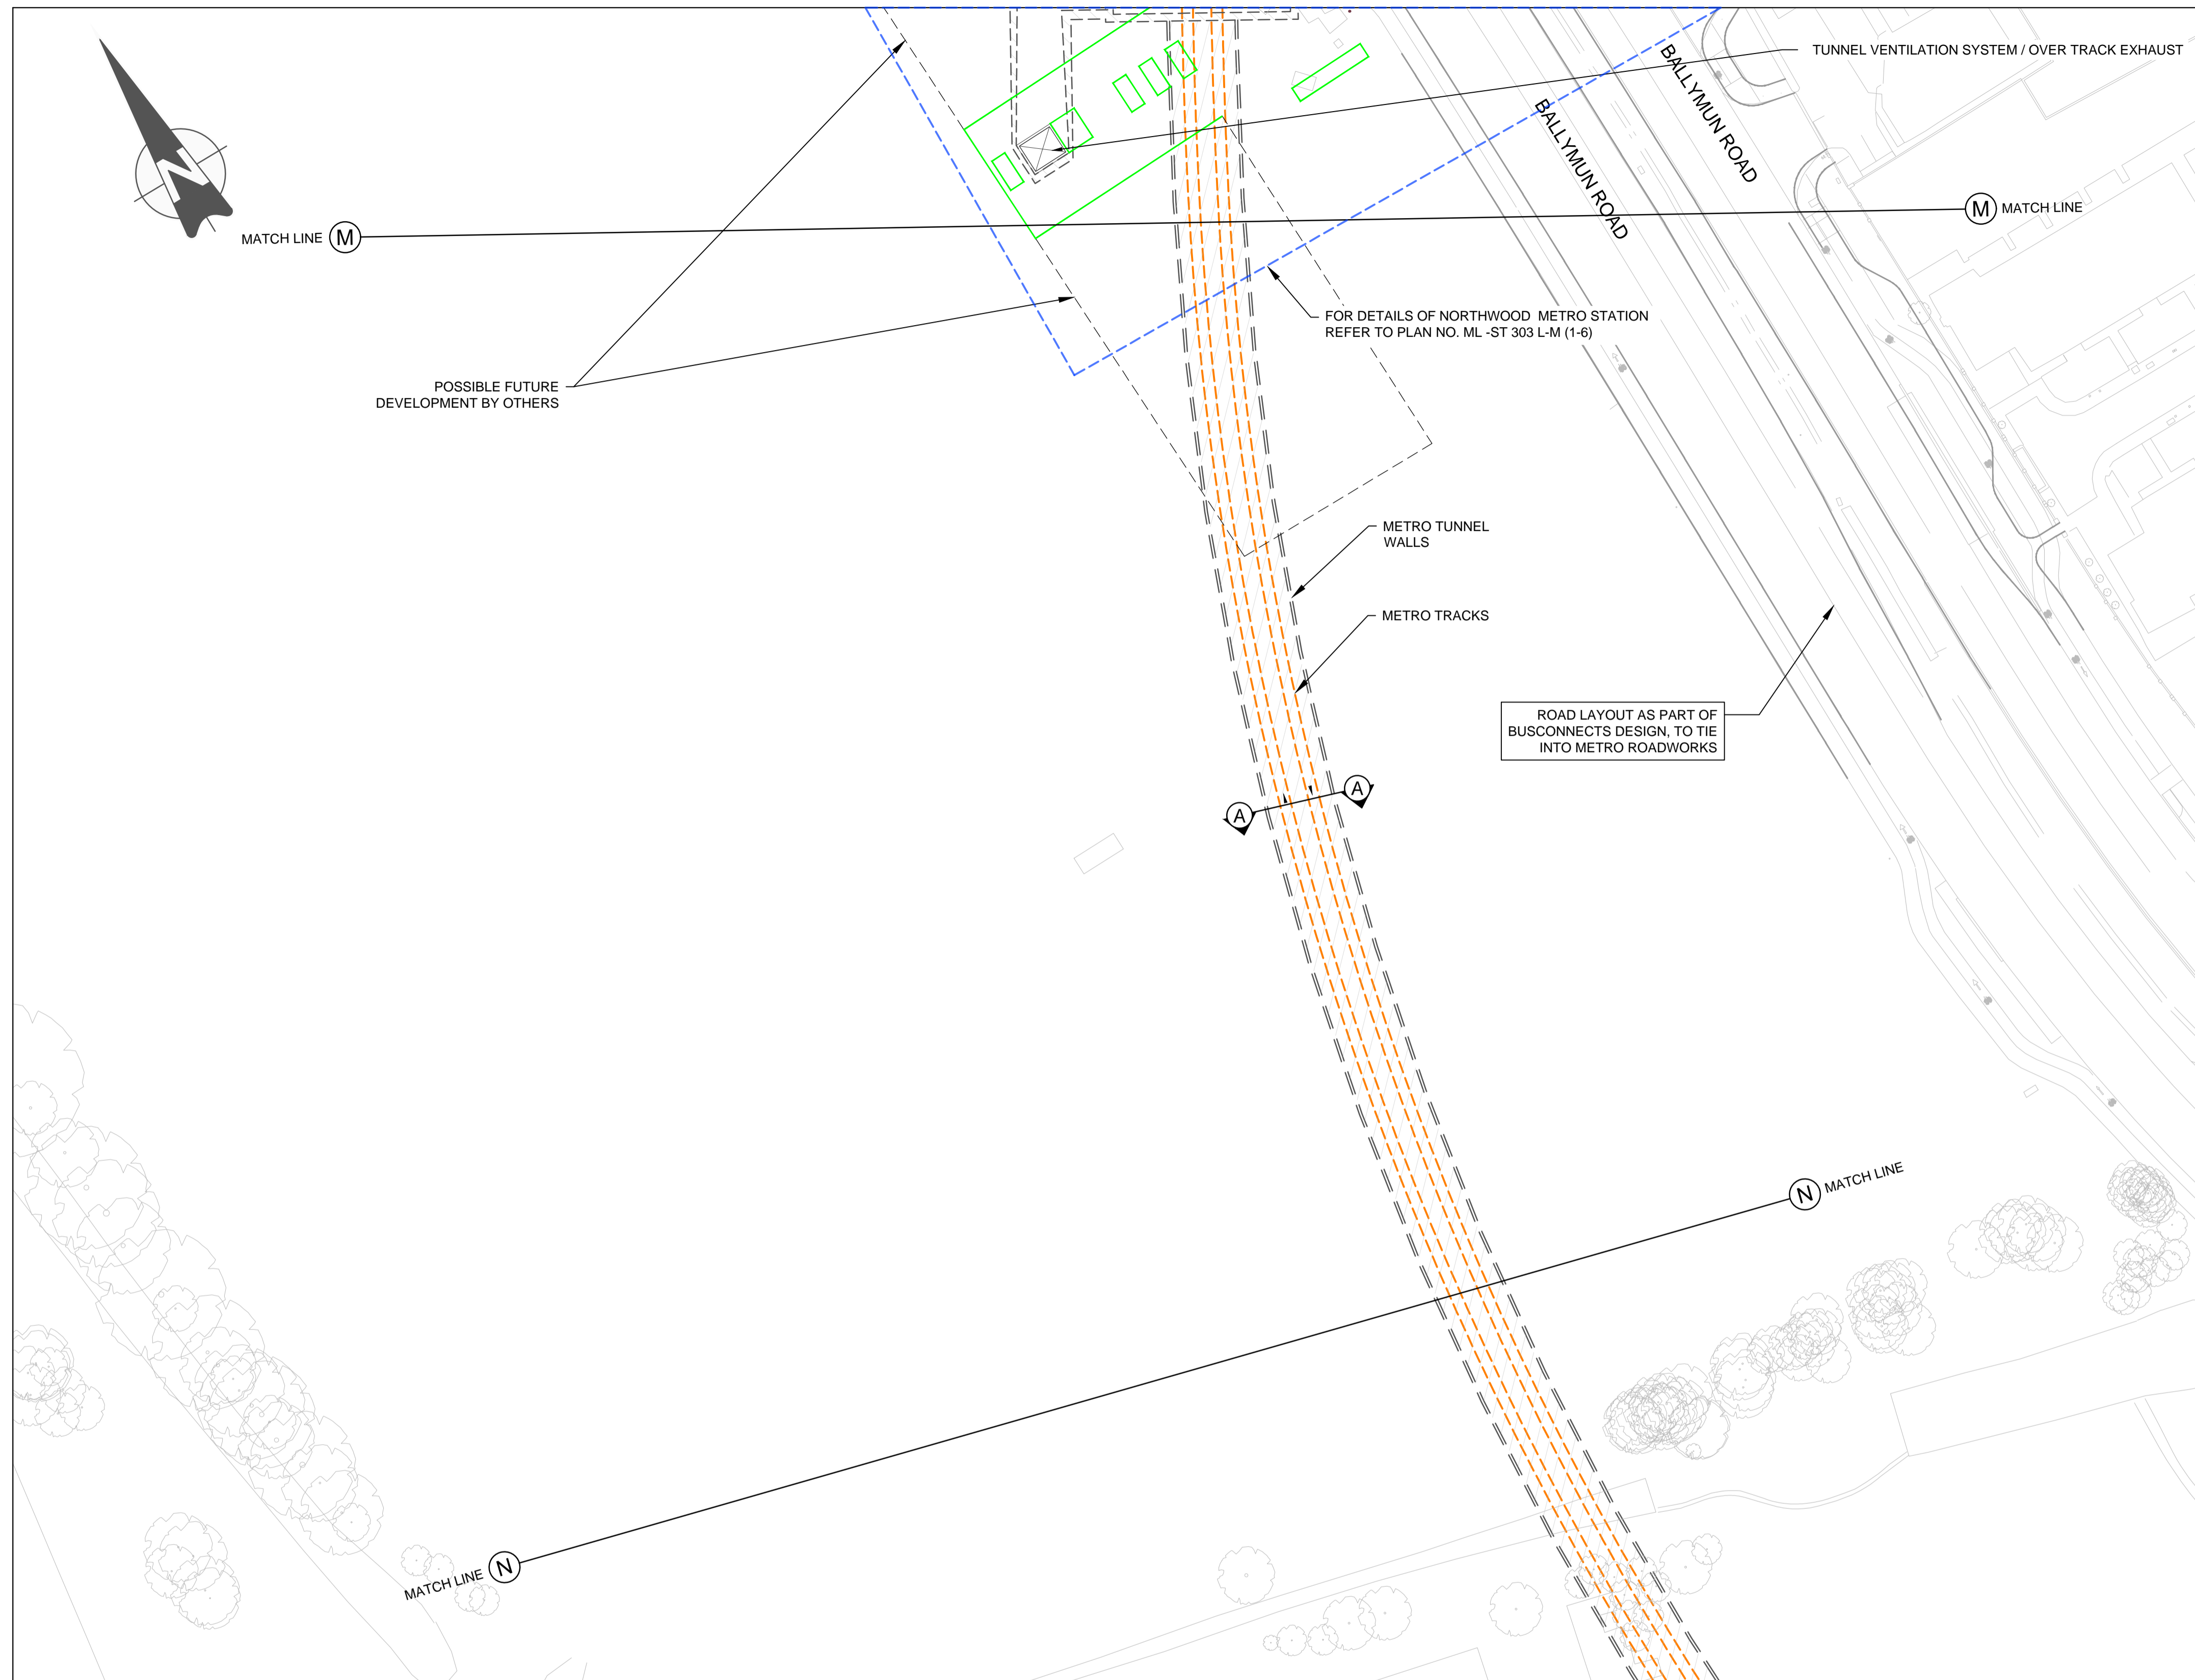 TUNNEL VENTILATION SYSTEM / OVER TRACK EXHAUST
BALLYMUN ROAD
BALLYMUN ROAD
N
MATCH LINE M
M MATCH LINE
FOR DETAILS OF NORTHWOOD METRO STATION
REFER TO PLAN NO. ML -ST 303 L-M (1-6)
POSSIBLE FUTURE
DEVELOPMENT BY OTHERS
METRO TUNNEL
WALLS
METRO TRACKS
ROAD LAYOUT AS PART OF
BUSCONNECTS DESIGN, TO TIE
INTO METRO ROADWORKS
A
A
N MATCH LINE
MATCH LINE N